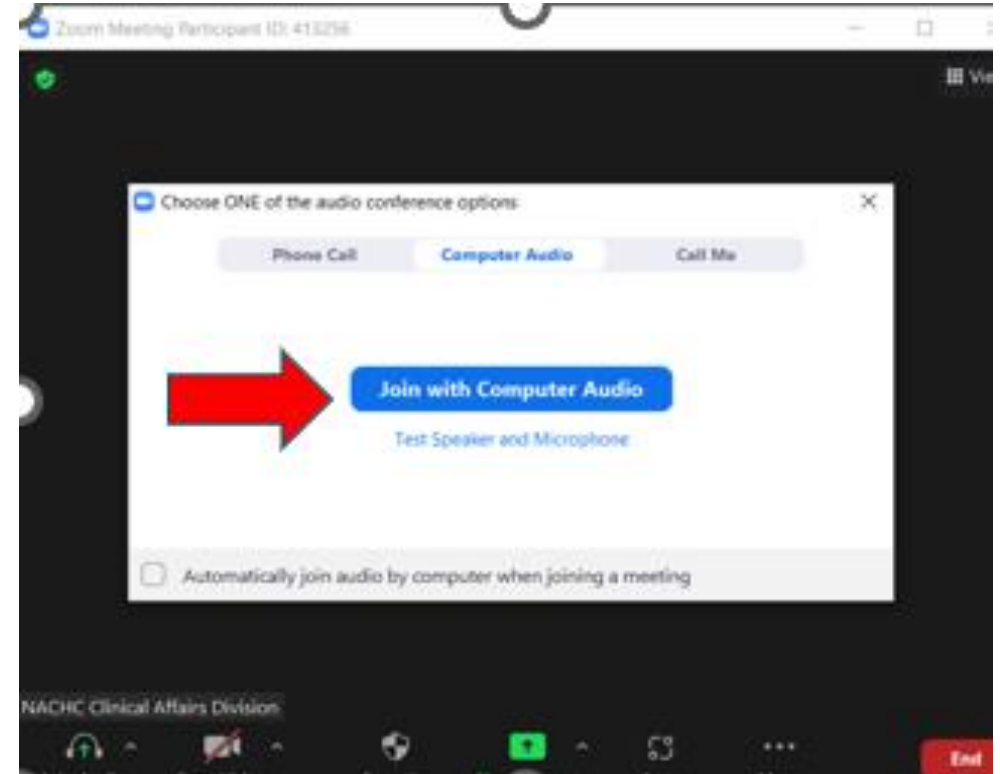 Zoom Meeting Participant ID: 413256
Choose ONE of the audio conference options
Phone Call
Computer Audio
Call Me
Join with Computer Audio
Test Speaker and Microphone
Automatically join audio by computer when joining a meeting
NACHC Clinical Affairs Division
End